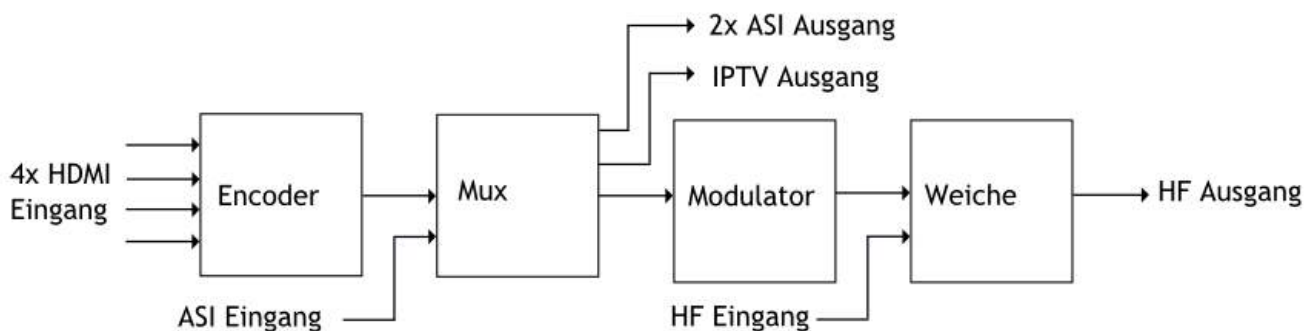 2x ASI Ausgang
IPTV Ausgang
4x HDMI
Eingang
Encoder
Mux
Modulator
Weiche
HF Ausgang
ASI Eingang
HF Eingang